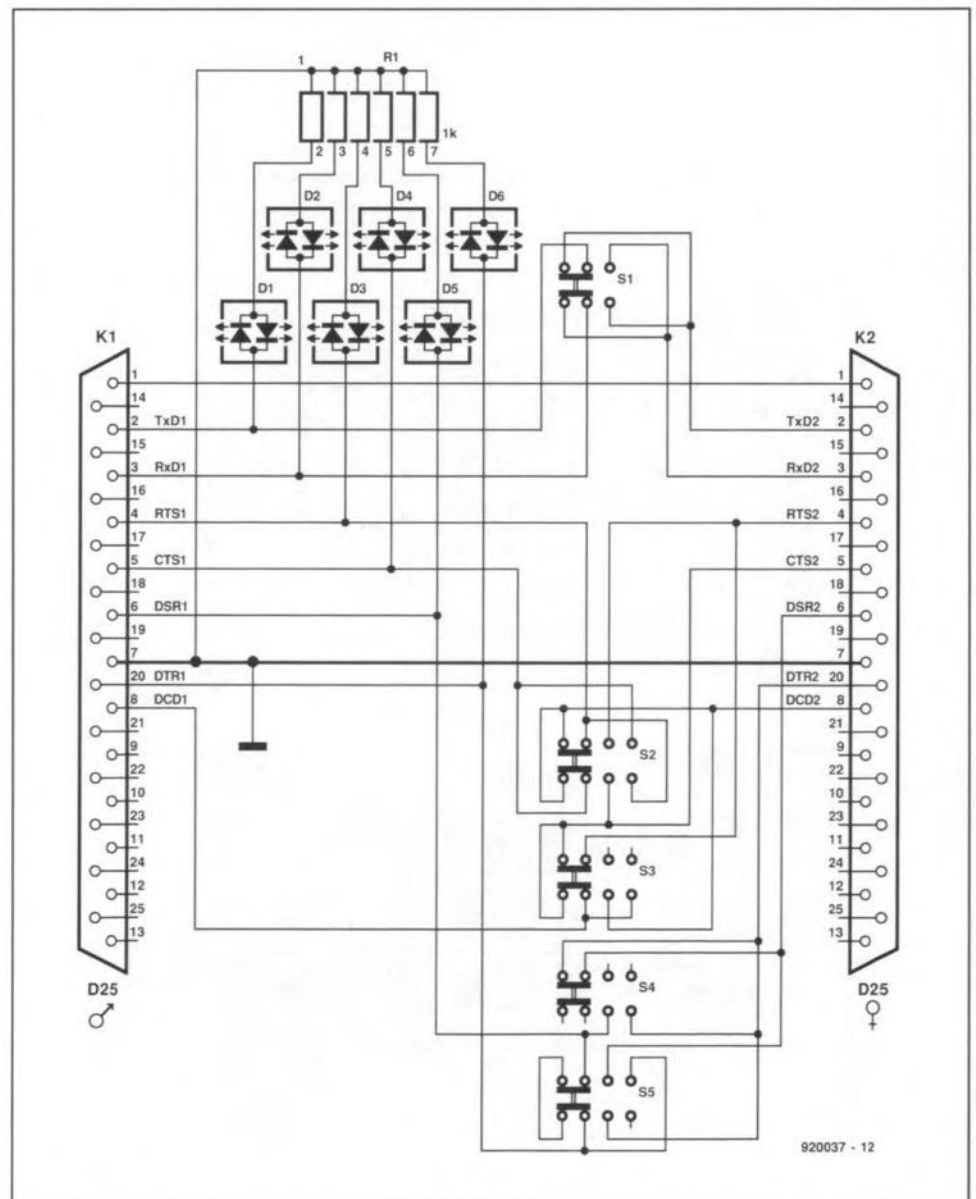 1 R1
1k
2 3 4 5 6 7
D2 D4 D6
D1 D3 D5
S1
K1 K2
1 1
14 14
2 TxD1 TxD2 2
15 15
3 RxD1 RxD2 3
16 16
4 RTS1 RTS2 4
17 17
5 CTS1 CTS2 5
18 18
6 DSR1 DSR2 6
19 19
7 7
20 DTR1 DTR2 20
8 DCD1 DCD2 8
21 21
9 9
S2
22 22
10 10
23 23
11 11
24 24
S3
12 12
25 25
13 13
D25 D25
S4
S5
920037 - 12